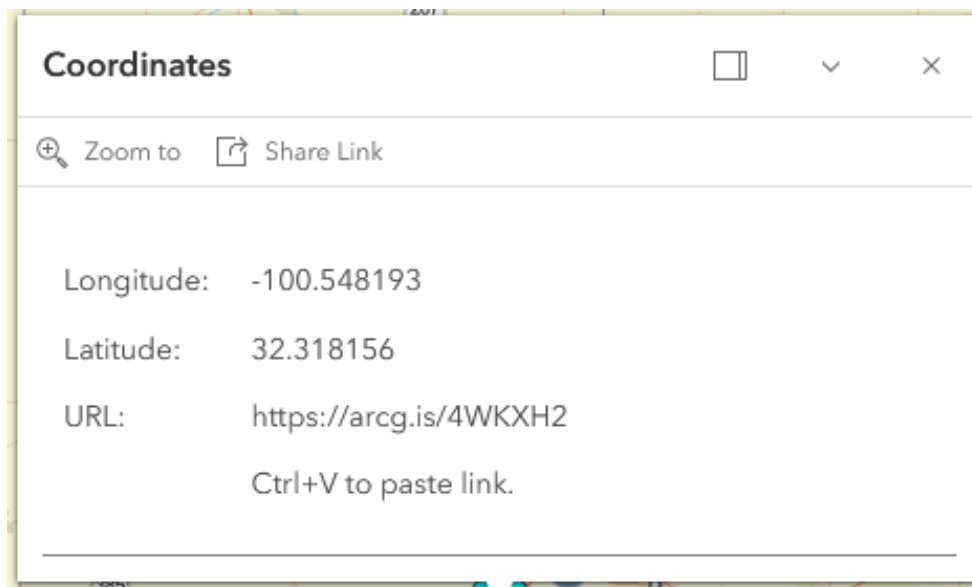 Coordinates
Zoom to Share Link
Longitude: -100.548193
Latitude: 32.318156
URL: https://arcg.is/4WKXH2
Ctrl+V to paste link.